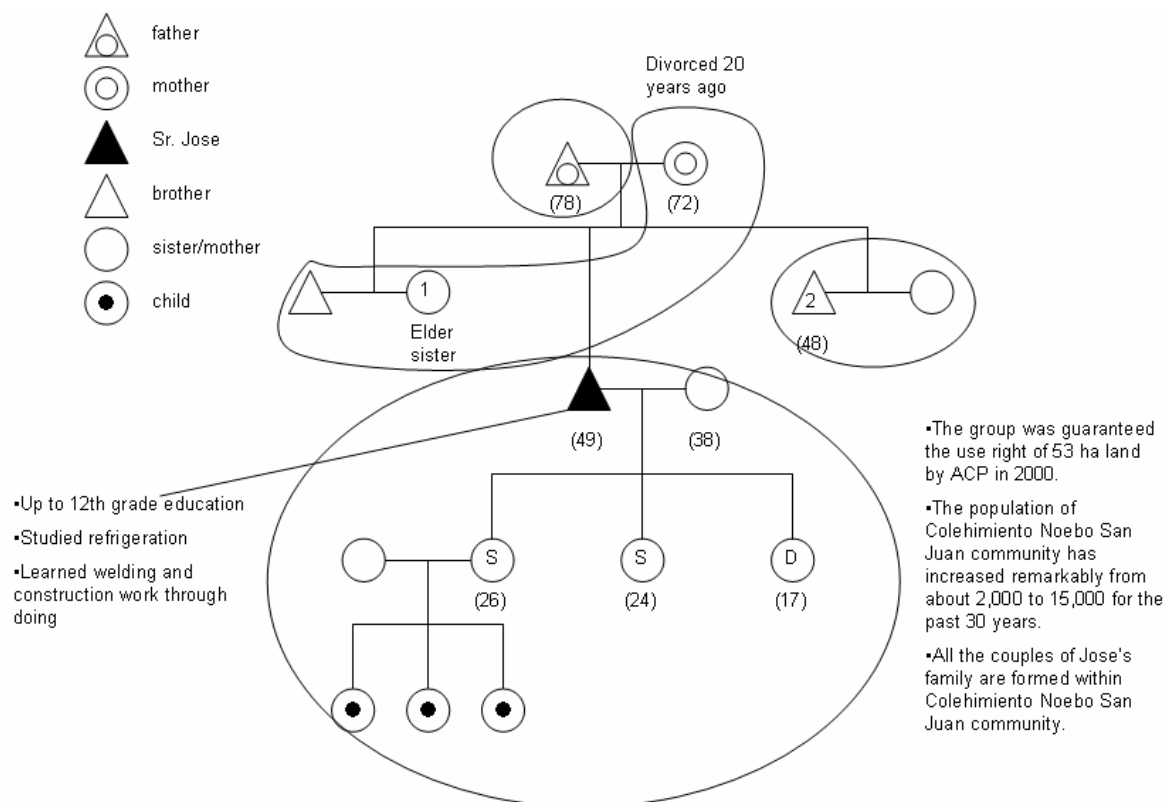 father
mother
Sr. Jose
brother
sister/mother
child
Divorced 20
years ago
(78)
(72)
1
Elder
sister
2
(48)
(49)
(38)
▪Up to 12th grade education
▪Studied refrigeration
▪Learned welding and
construction work through
doing
S
(26)
S
(24)
D
(17)
▪The group was guaranteed
the use right of 53 ha land
by ACP in 2000.
▪The population of
Colehimiento Noebo San
Juan community has
increased remarkably from
about 2,000 to 15,000 for the
past 30 years.
▪All the couples of Jose's
family are formed within
Colehimiento Noebo San
Juan community.